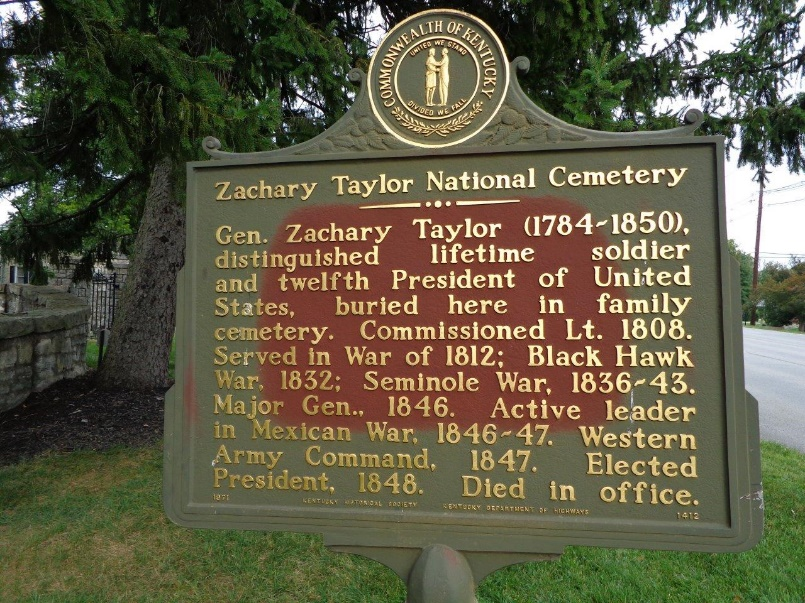 COMMONWEALTH OF KENTUCKY
UNITED WE STAND
DIVIDED WE FALL
Zachary Taylor National Cemetery
Gen. Zachary Taylor (1784-1850),
distinguished lifetime soldier
and twelfth President of United
States, buried here in family
cemetery. Commissioned Lt. 1808.
Served in War of 1812; Black Hawk
War, 1832; Seminole War, 1836-43.
Major Gen., 1846. Active leader
in Mexican War, 1846-47. Western
Army Command, 1847. Elected
President, 1848. Died in office.
1971 KENTUCKY HISTORICAL SOCIETY KENTUCKY DEPARTMENT OF HIGHWAYS 1412